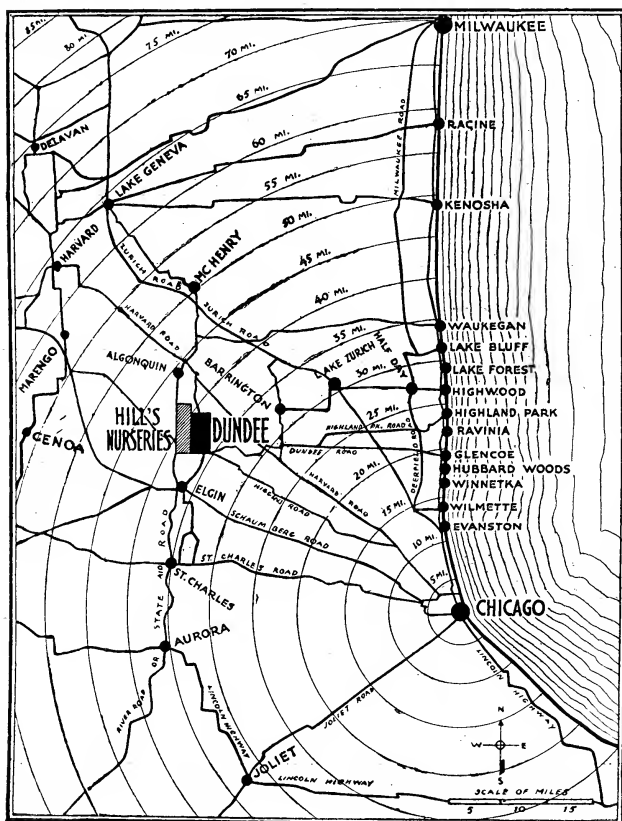 85 MI.
80 MI.
75 MI.
70 MI.
65 MI.
60 MI.
55 MI.
50 MI.
45 MI.
40 MI.
35 MI.
30 MI.
25 MI.
20 MI.
15 MI.
10 MI.
5 MI.
MILWAUKEE
MILWAUKEE ROAD
RACINE
KENOSHA
DELAVAN
LAKE GENEVA
HARVARD
ZURICH ROAD
MC HENRY
ZURICH ROAD
HARVARD ROAD
WAUKEGAN
LAKE BLUFF
LAKE FOREST
HIGHWOOD
HIGHLAND PARK
RAVINIA
GLENCOE
HUBBARD WOODS
WINNETKA
WILMETTE
EVANSTON
MARENGO
ALGONQUIN
BARRINGTON
LAKE ZURICH
HALF DAY
GENOA
HILL'S
NURSERIES
DUNDEE
HIGHLAND PK. ROAD
DUNDEE ROAD
DEERFIELD ROAD
HARVARD ROAD
HIGGINS ROAD
ELGIN
SCHAUMBERG ROAD
ST. CHARLES ROAD
ST. CHARLES
CHICAGO
AURORA
RIVER ROAD OR STATE AID ROAD
LINCOLN HIGHWAY
JOLIET ROAD
LINCOLN HIGHWAY
JOLIET
LINCOLN HIGHWAY
N
W E
S
SCALE OF MILES
5 10 15